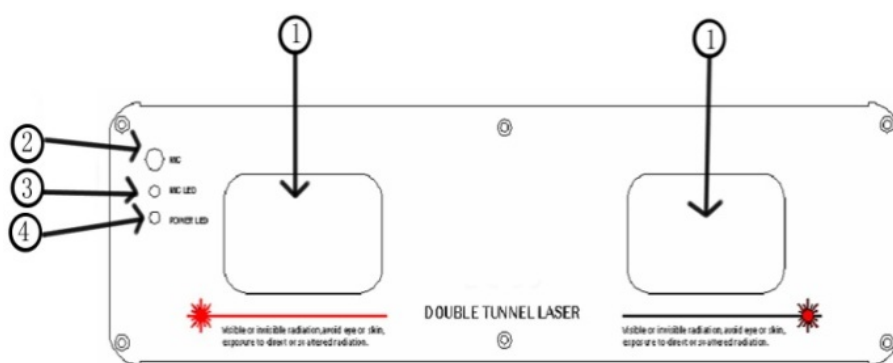 ① ①
② MIC
③ MIC LED
④ POWER LED
DOUBLE TUNNEL LASER
Visible or invisible radiation,avoid eye or skin,
exposure to direct or scattered radiation.
Visible or invisible radiation,avoid eye or skin,
exposure to direct or scattered radiation.